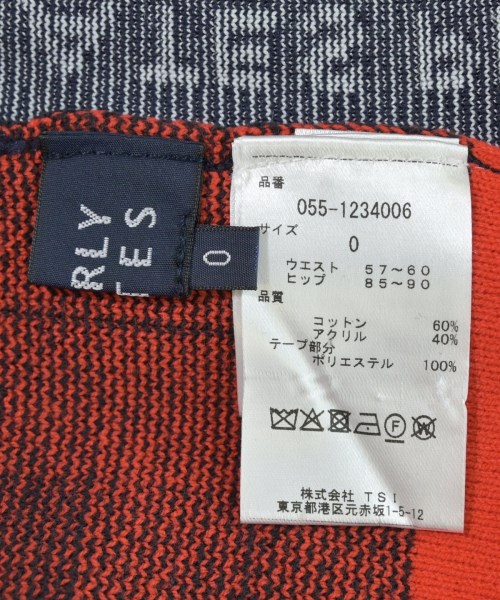 RLY
TES
0
品番
055-1234006
サイズ
0
ウエスト 57～60
ヒップ 85～90
品質
コットン 60%
アクリル 40%
テープ部分
ポリエステル 100%
株式会社 TSI
東京都港区元赤坂1-5-12